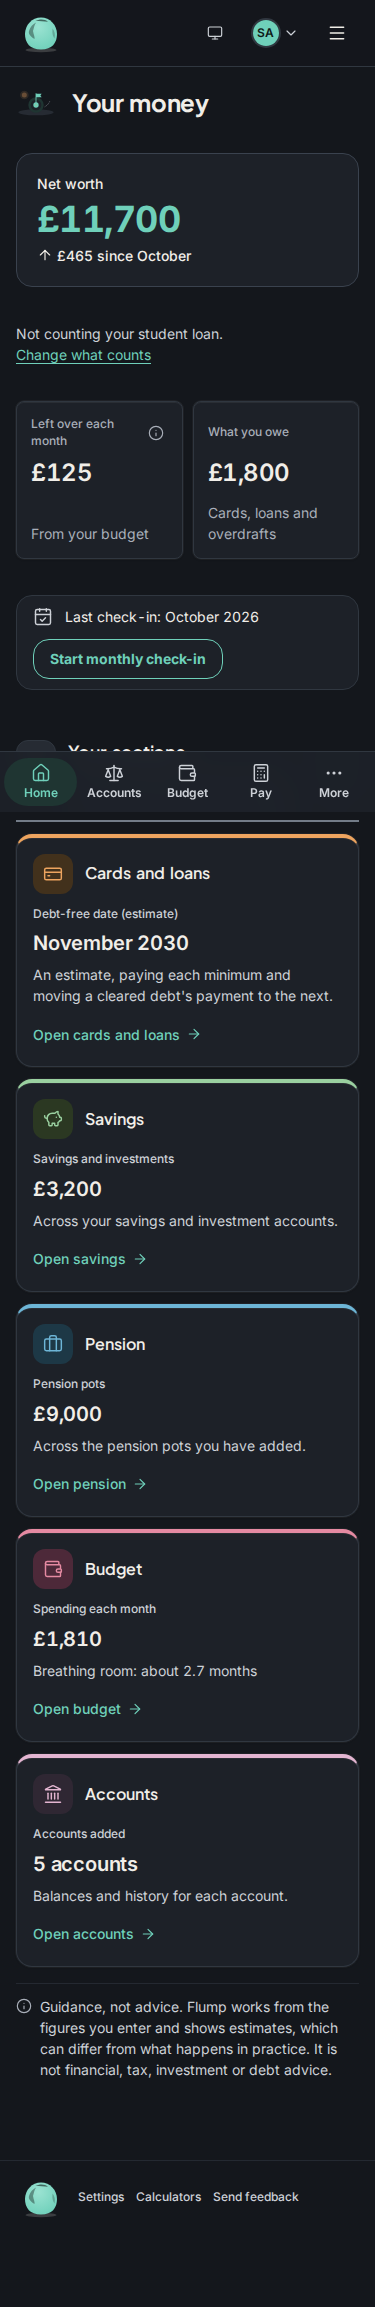 SA
Your money
Net worth
£11,700
↑ £465 since October
Not counting your student loan.
Change what counts
Left over each
month
£125
From your budget
What you owe
£1,800
Cards, loans and
overdrafts
Last check-in: October 2026
Start monthly check-in
Your sections
Home
Accounts
Budget
Pay
More
Cards and loans
Debt-free date (estimate)
November 2030
An estimate, paying each minimum and
moving a cleared debt's payment to the next.
Open cards and loans →
Savings
Savings and investments
£3,200
Across your savings and investment accounts.
Open savings →
Pension
Pension pots
£9,000
Across the pension pots you have added.
Open pension →
Budget
Spending each month
£1,810
Breathing room: about 2.7 months
Open budget →
Accounts
Accounts added
5 accounts
Balances and history for each account.
Open accounts →
Guidance, not advice. Flump works from the
figures you enter and shows estimates, which
can differ from what happens in practice. It is
not financial, tax, investment or debt advice.
Settings
Calculators
Send feedback